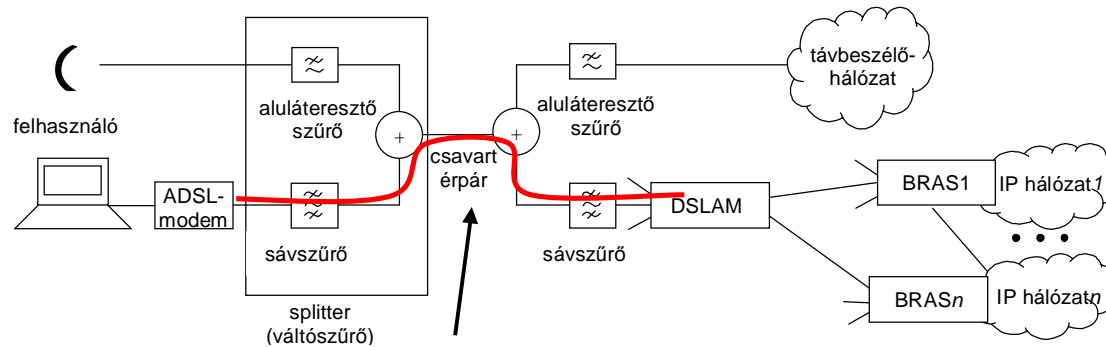 felhasználó
ADSL-
modem
aluláteresztő
szűrő
sávszűrő
splitter
(váltószűrő)
+
csavart
érpár
+
aluláteresztő
szűrő
sávszűrő
DSLAM
távbeszélő-
hálózat
BRAS1
IP hálózat1
BRASn
IP hálózatn